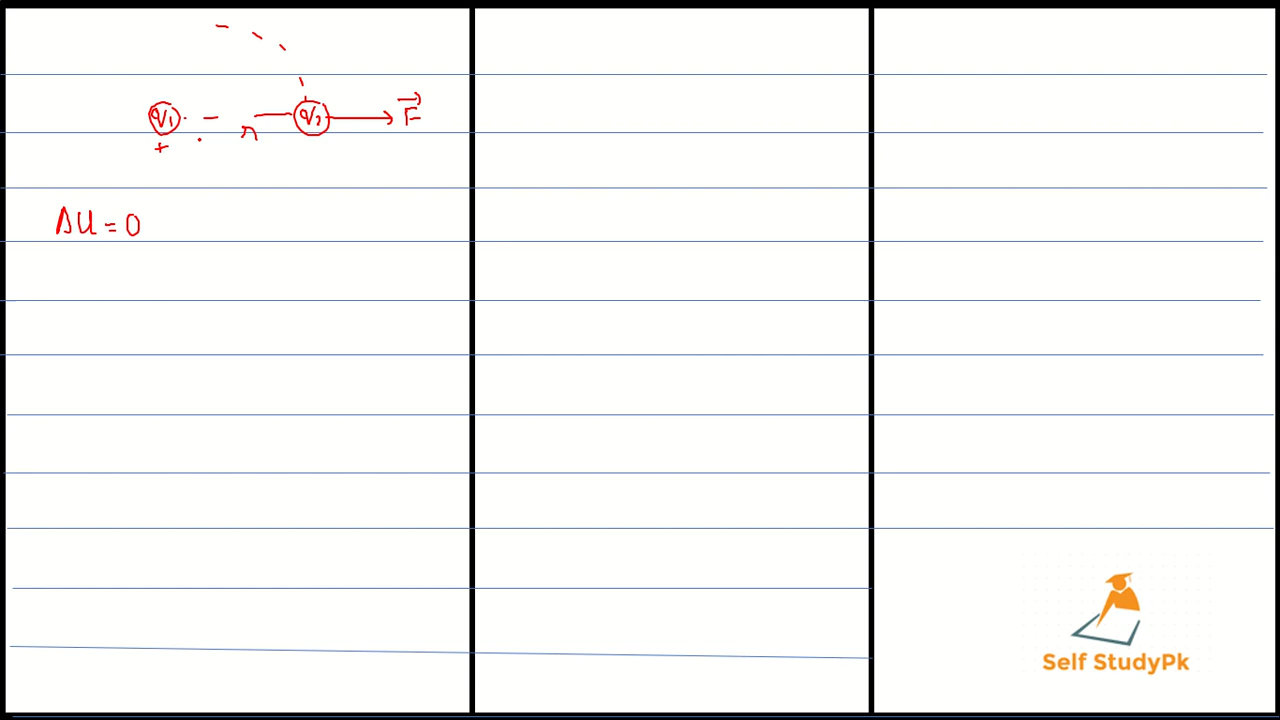 q₁ r q₂ F⃗
+
ΔU = 0
Self StudyPk